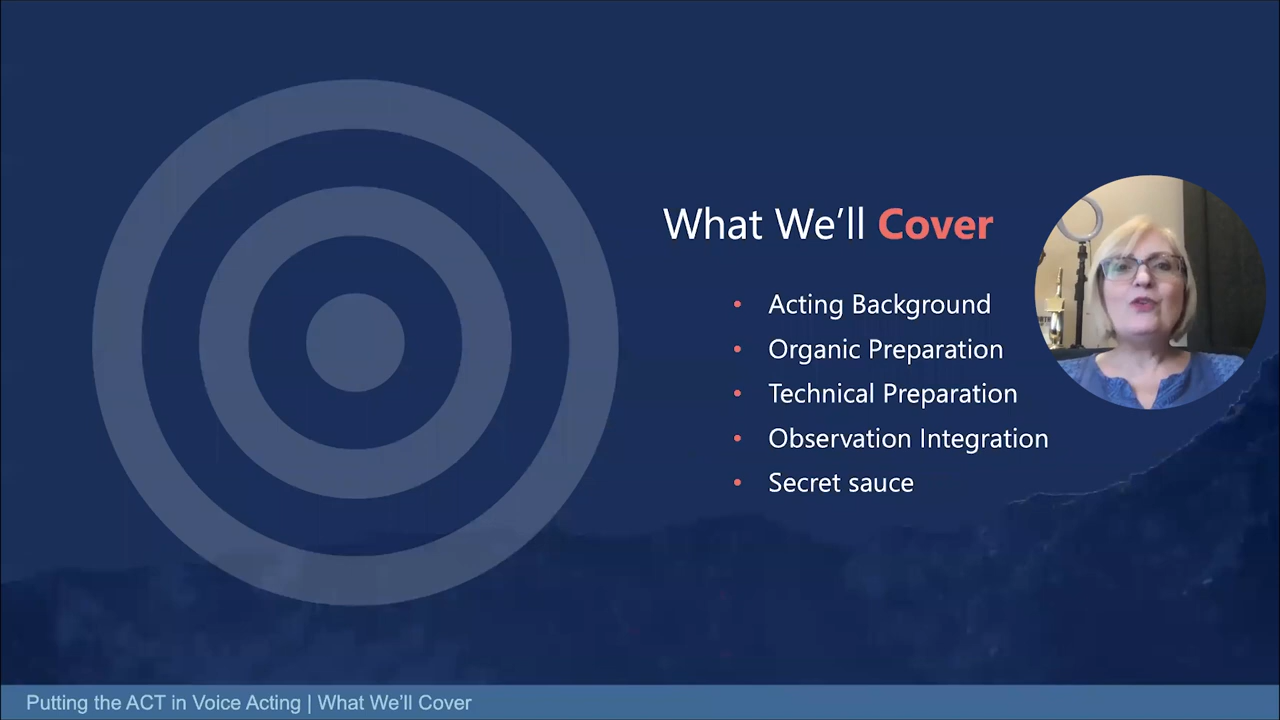 What We’ll Cover
• Acting Background
• Organic Preparation
• Technical Preparation
• Observation Integration
• Secret sauce
Putting the ACT in Voice Acting | What We’ll Cover